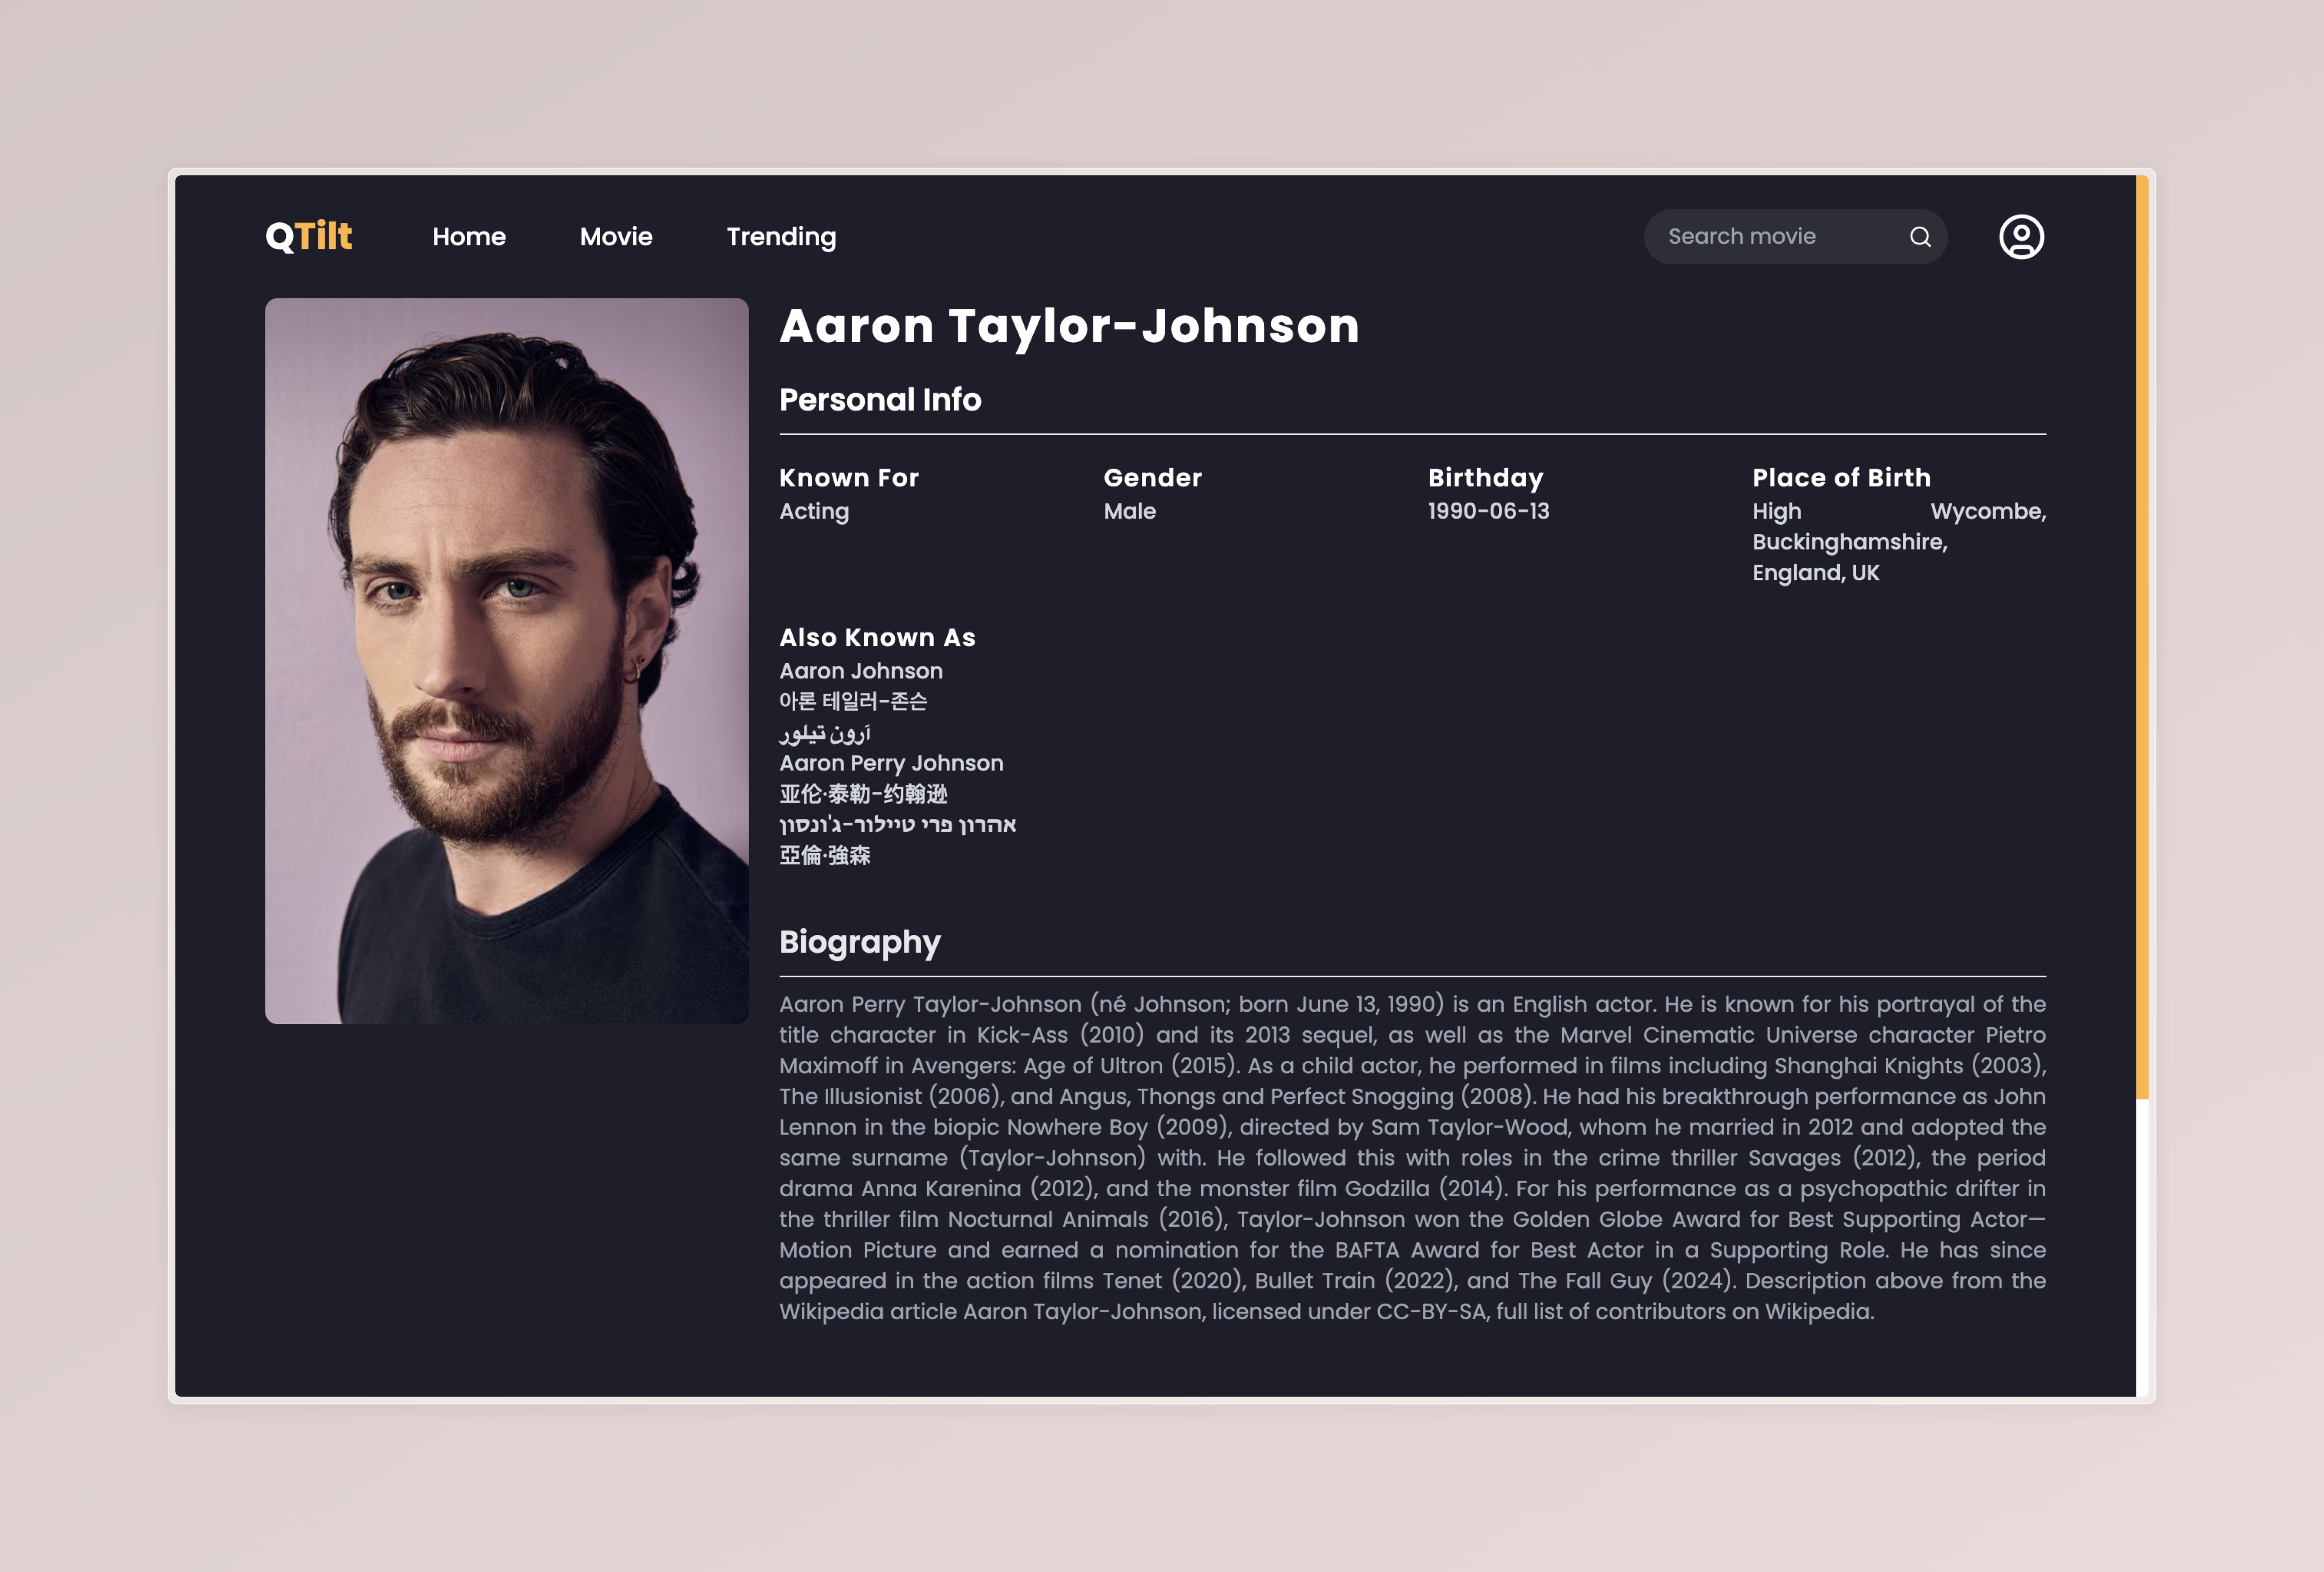 QTilt
Home
Movie
Trending
Search movie
Aaron Taylor-Johnson
Personal Info
Known For
Acting
Gender
Male
Birthday
1990-06-13
Place of Birth
High Wycombe,
Buckinghamshire,
England, UK
Also Known As
Aaron Johnson
아론 테일러-존슨
آرون تیلور
Aaron Perry Johnson
亚伦·泰勒-约翰逊
אהרון פרי טיילור-ג'ונסון
亞倫·強森
Biography
Aaron Perry Taylor-Johnson (né Johnson; born June 13, 1990) is an English actor. He is known for his portrayal of the
title character in Kick-Ass (2010) and its 2013 sequel, as well as the Marvel Cinematic Universe character Pietro
Maximoff in Avengers: Age of Ultron (2015). As a child actor, he performed in films including Shanghai Knights (2003),
The Illusionist (2006), and Angus, Thongs and Perfect Snogging (2008). He had his breakthrough performance as John
Lennon in the biopic Nowhere Boy (2009), directed by Sam Taylor-Wood, whom he married in 2012 and adopted the
same surname (Taylor-Johnson) with. He followed this with roles in the crime thriller Savages (2012), the period
drama Anna Karenina (2012), and the monster film Godzilla (2014). For his performance as a psychopathic drifter in
the thriller film Nocturnal Animals (2016), Taylor-Johnson won the Golden Globe Award for Best Supporting Actor–
Motion Picture and earned a nomination for the BAFTA Award for Best Actor in a Supporting Role. He has since
appeared in the action films Tenet (2020), Bullet Train (2022), and The Fall Guy (2024). Description above from the
Wikipedia article Aaron Taylor-Johnson, licensed under CC-BY-SA, full list of contributors on Wikipedia.